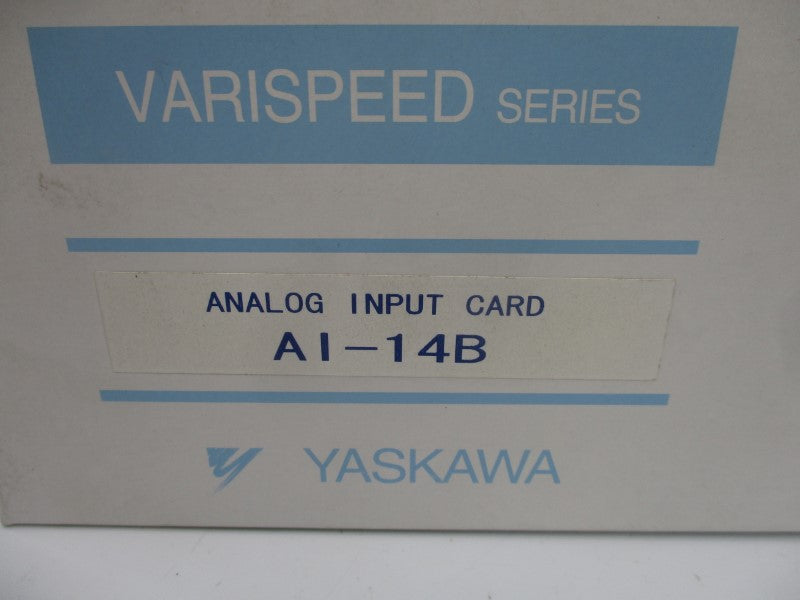 VARISPEED SERIES
ANALOG INPUT CARD
AI-14B
YASKAWA